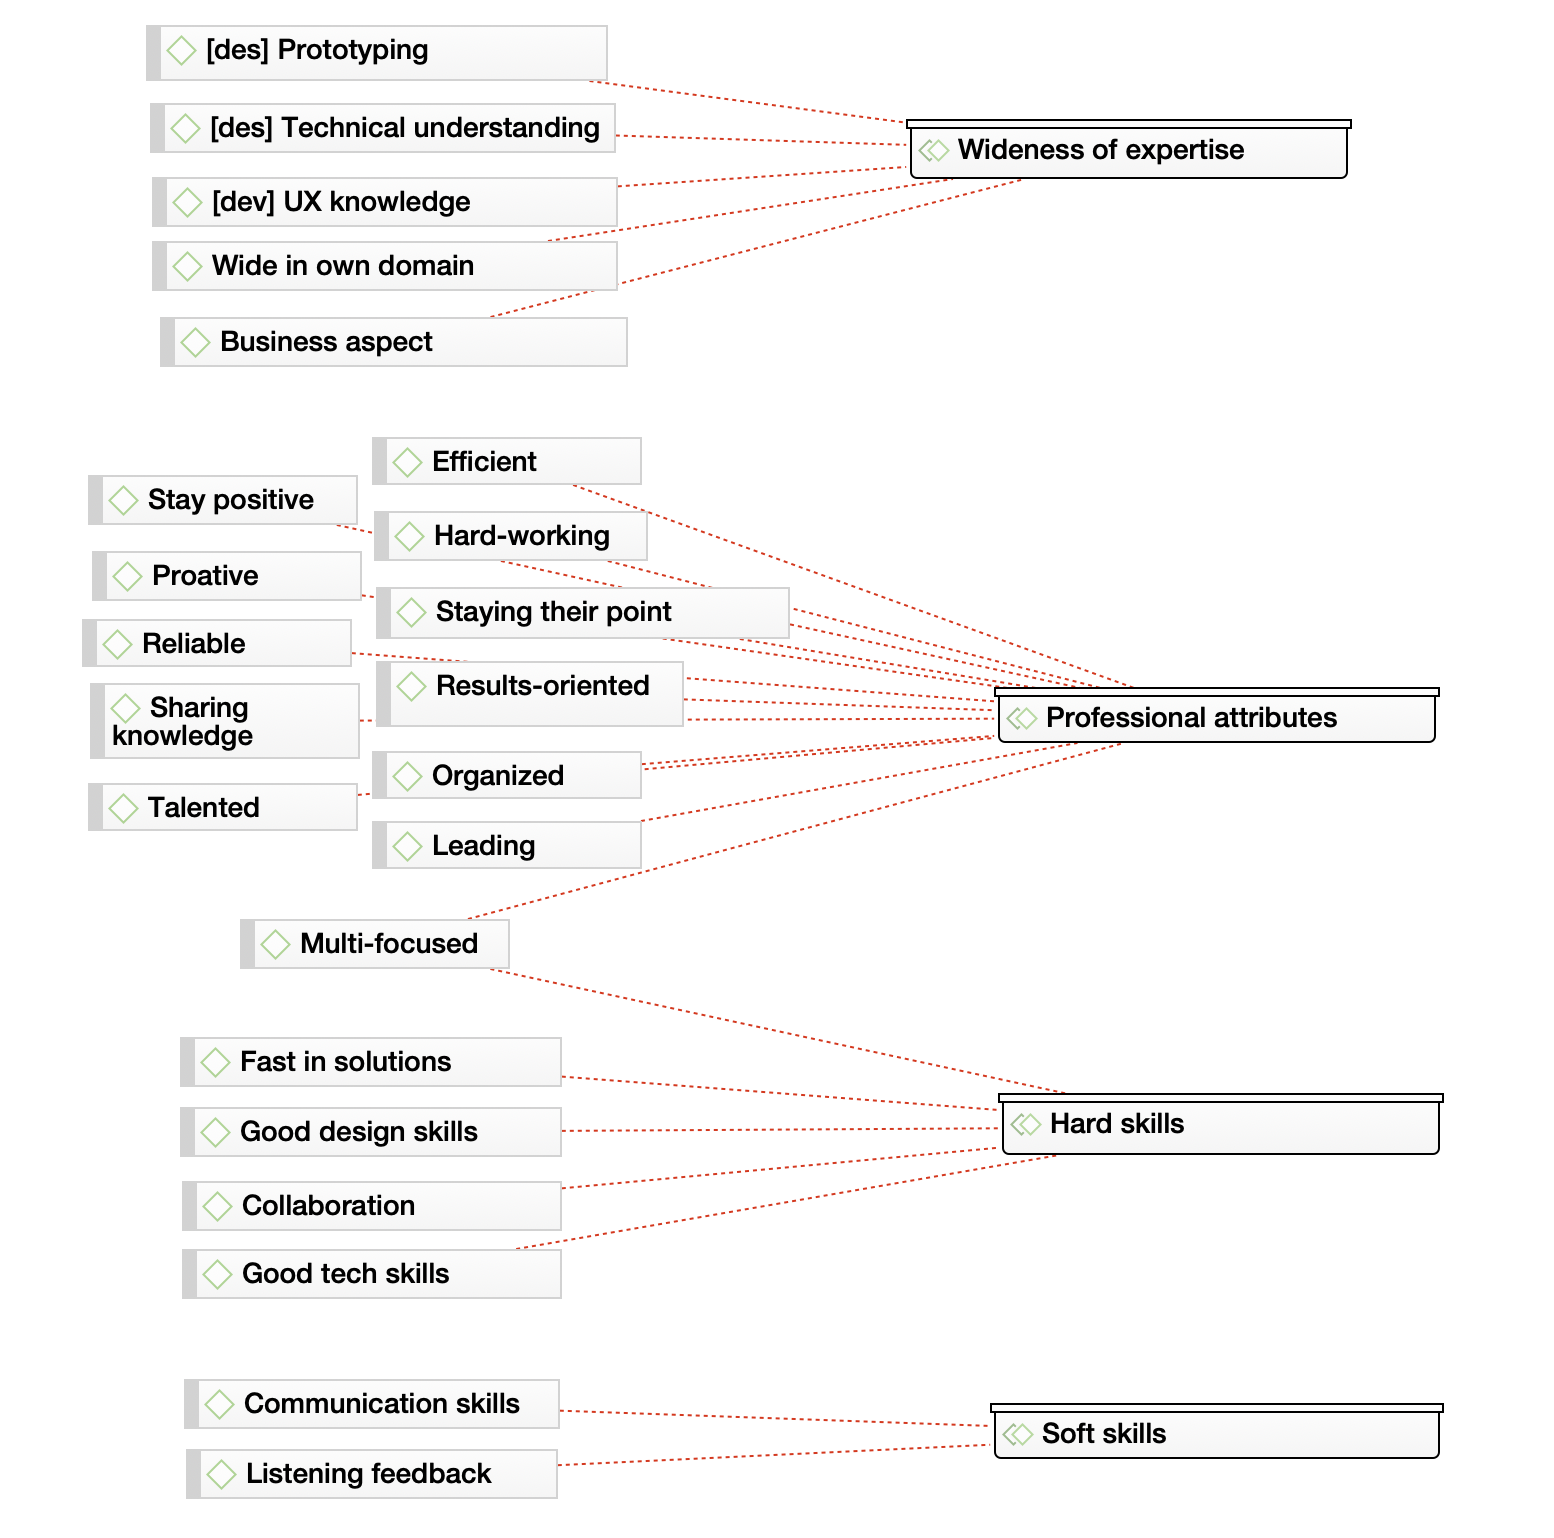 [des] Prototyping
[des] Technical understanding
Wideness of expertise
[dev] UX knowledge
Wide in own domain
Business aspect
Efficient
Stay positive
Hard-working
Proative
Staying their point
Reliable
Results-oriented
Sharing
knowledge
Professional attributes
Organized
Talented
Leading
Multi-focused
Fast in solutions
Good design skills
Hard skills
Collaboration
Good tech skills
Communication skills
Soft skills
Listening feedback